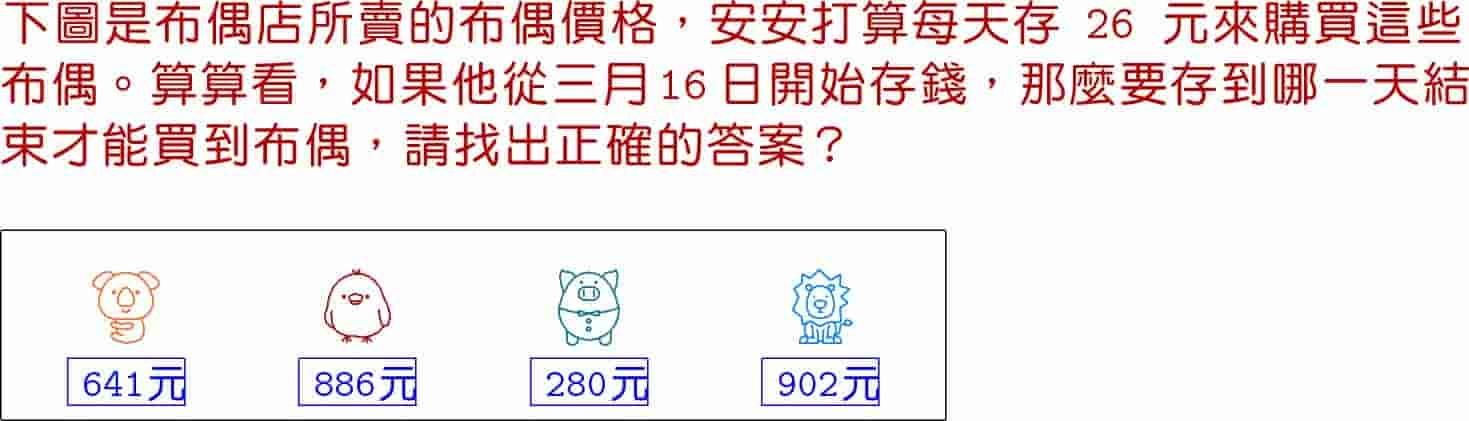 下圖是布偶店所賣的布偶價格，安安打算每天存 26 元來購買這些
布偶。算算看，如果他從三月16日開始存錢，那麼要存到哪一天結
束才能買到布偶，請找出正確的答案？
641元 886元 280元 902元